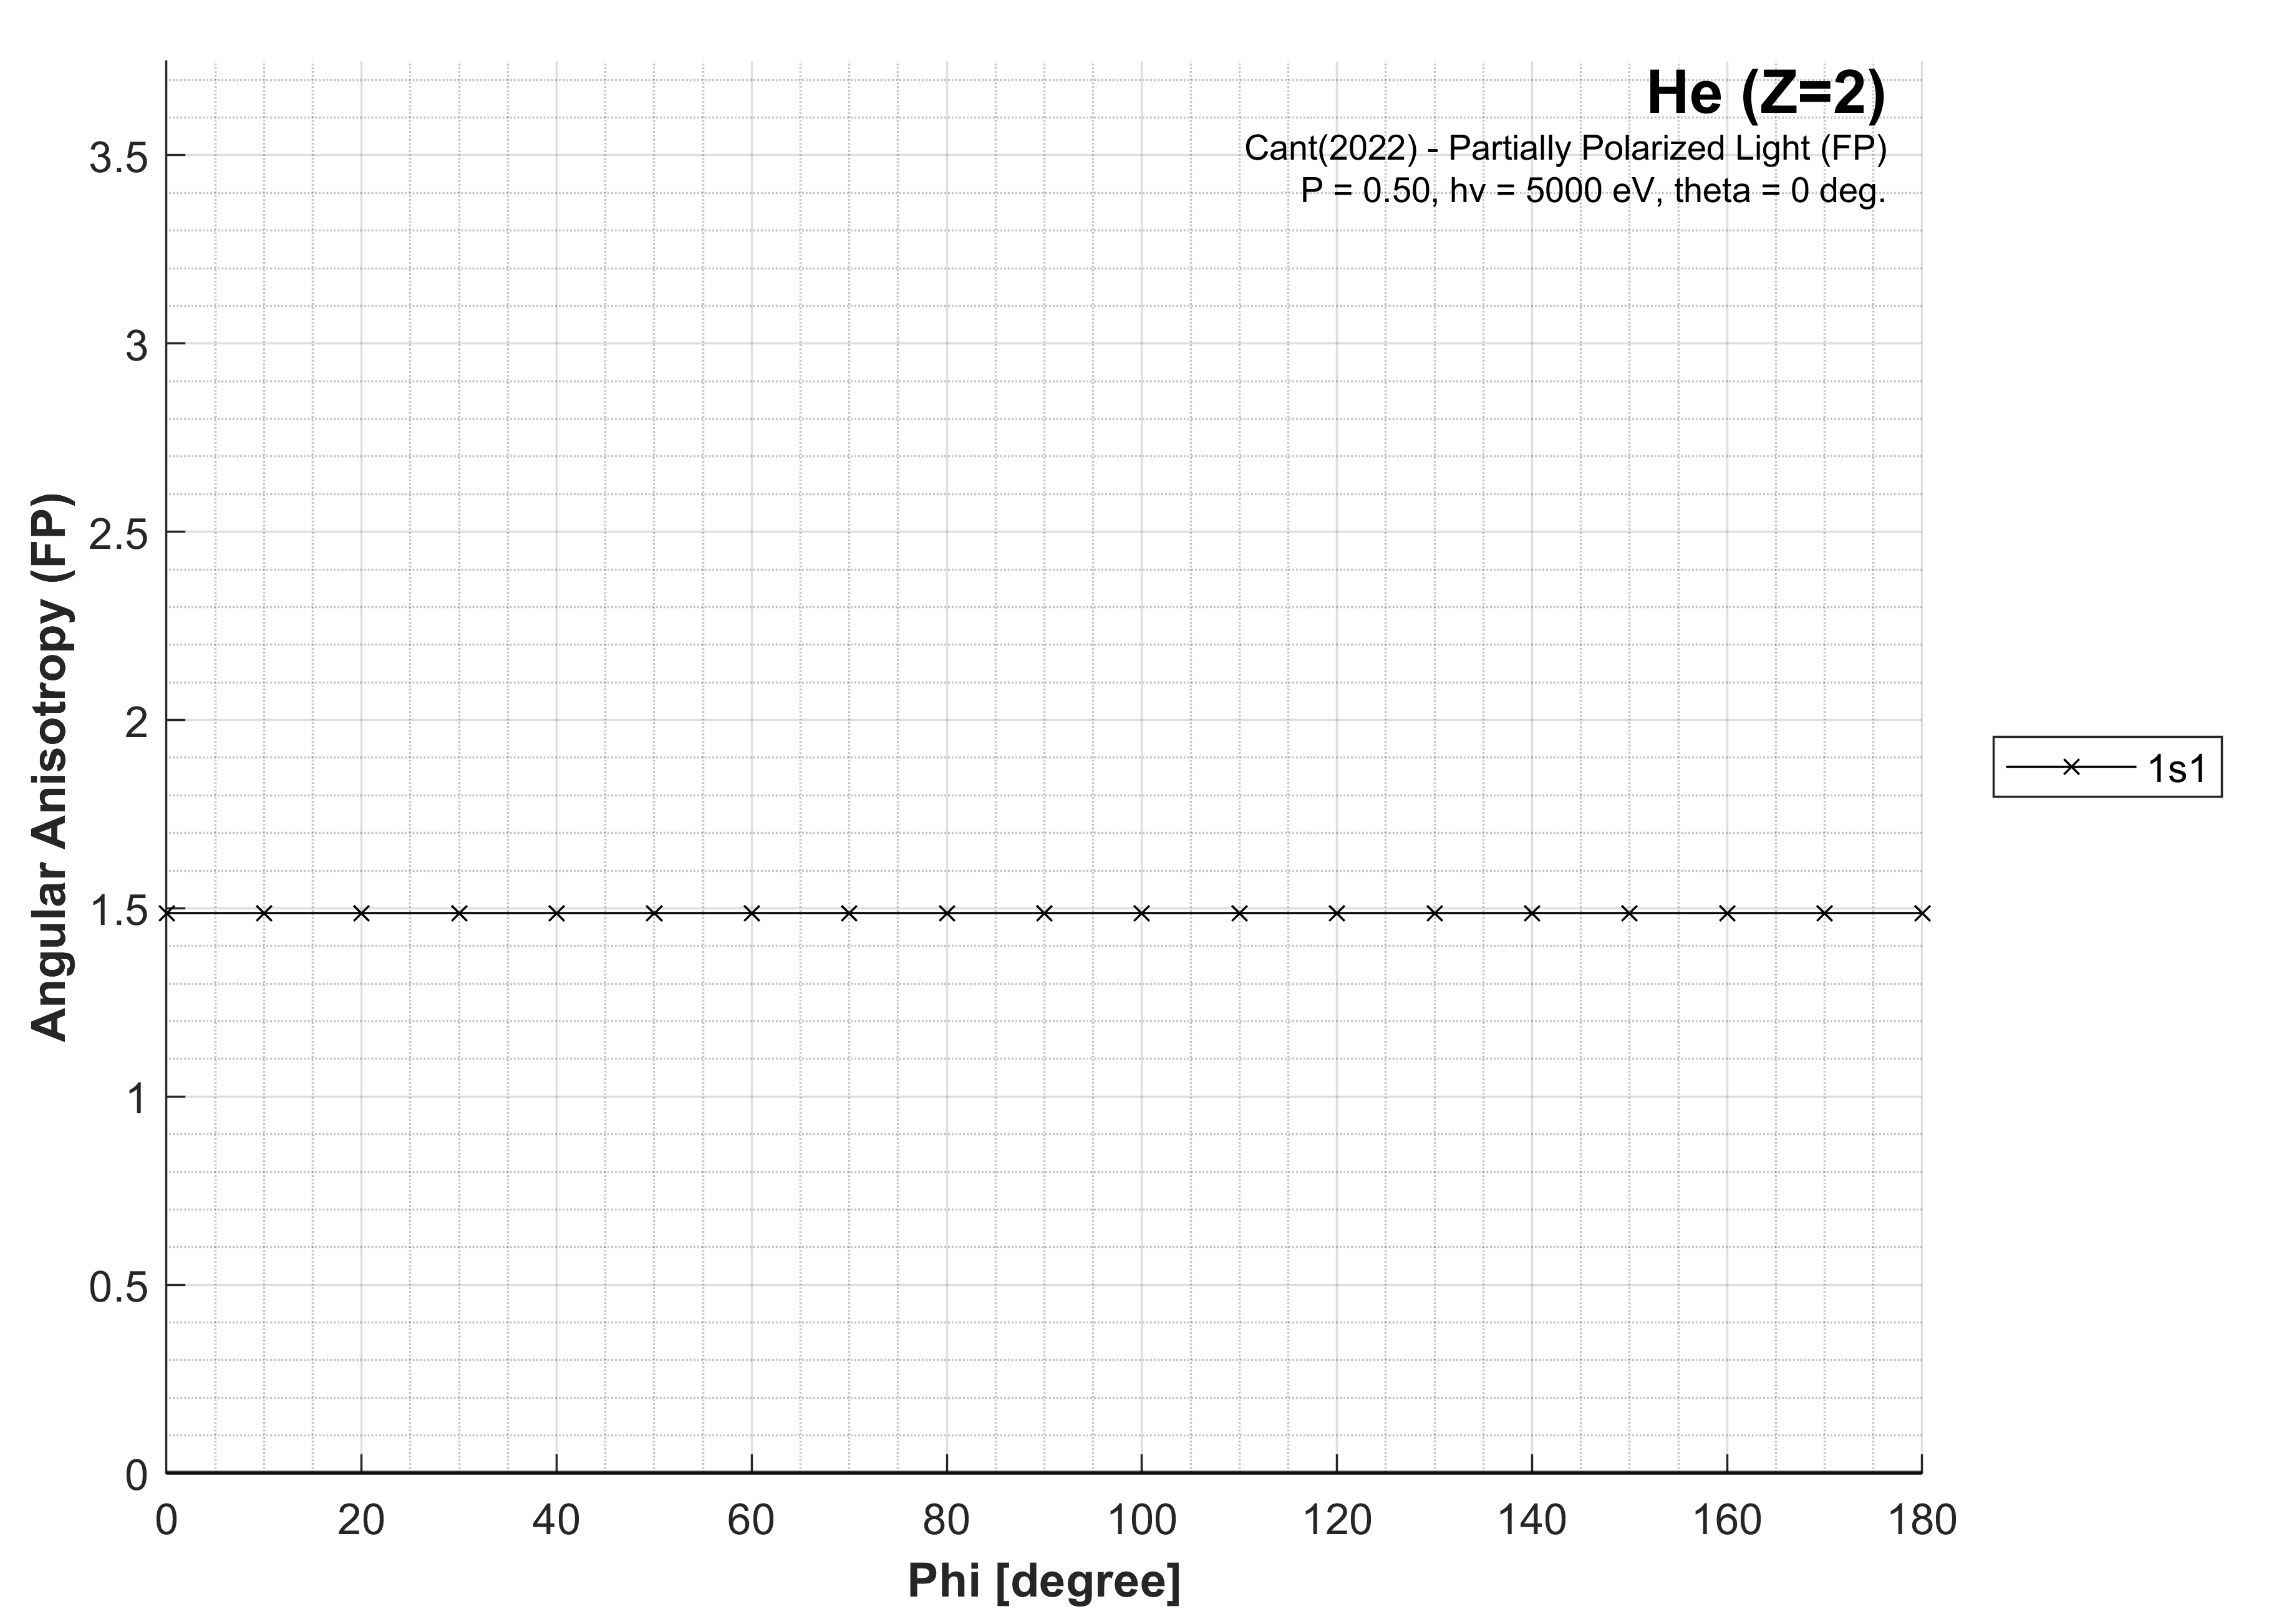 He (Z=2)
Cant(2022) - Partially Polarized Light (FP)
P = 0.50, hv = 5000 eV, theta = 0 deg.
Angular Anisotropy (FP)
3.5
3
2.5
2
1.5
1
0.5
0
0 20 40 60 80 100 120 140 160 180
Phi [degree]
1s1